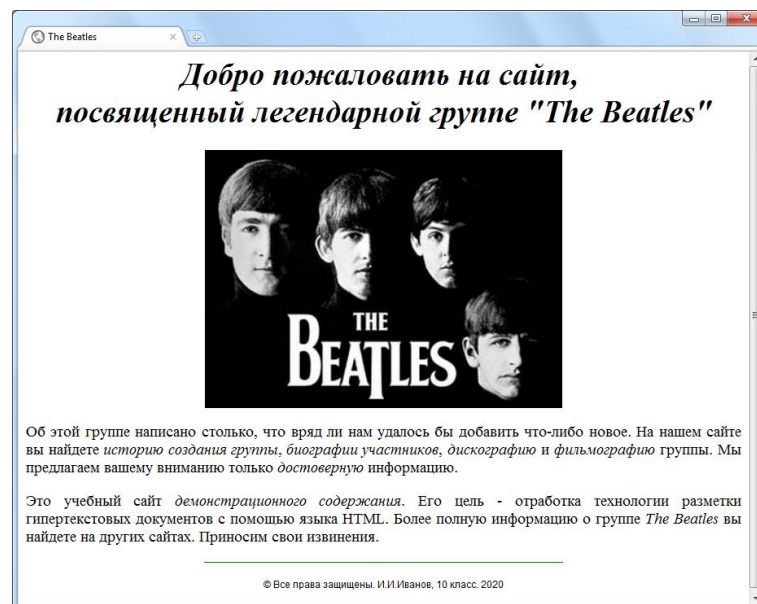 The Beatles
Добро пожаловать на сайт,
посвященный легендарной группе "The Beatles"
THE
BEATLES
Об этой группе написано столько, что вряд ли нам удалось бы добавить что-либо новое. На нашем сайте
вы найдете историю создания группы, биографии участников, дискографию и фильмографию группы. Мы
предлагаем вашему вниманию только достоверную информацию.
Это учебный сайт демонстрационного содержания. Его цель - отработка технологии разметки
гипертекстовых документов с помощью языка HTML. Более полную информацию о группе The Beatles вы
найдете на других сайтах. Приносим свои извинения.
© Все права защищены. И.И.Иванов, 10 класс. 2020